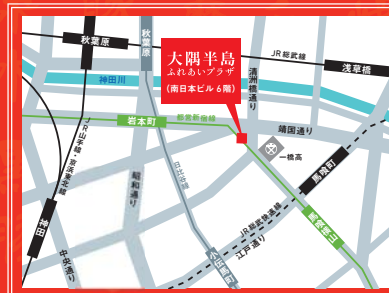 秋葉原
秋葉原
大隅半島
ふれあいプラザ
(南日本ビル6階)
JR総武線
浅草橋
神田川
清洲橋通り
岩本町
都営新宿線
靖国通り
一橋高
馬喰町
JR山手線・京浜東北線
昭和通り
日比谷線
神田
中央通り
小伝馬町
JR総武快速線
江戸通り
馬喰横山